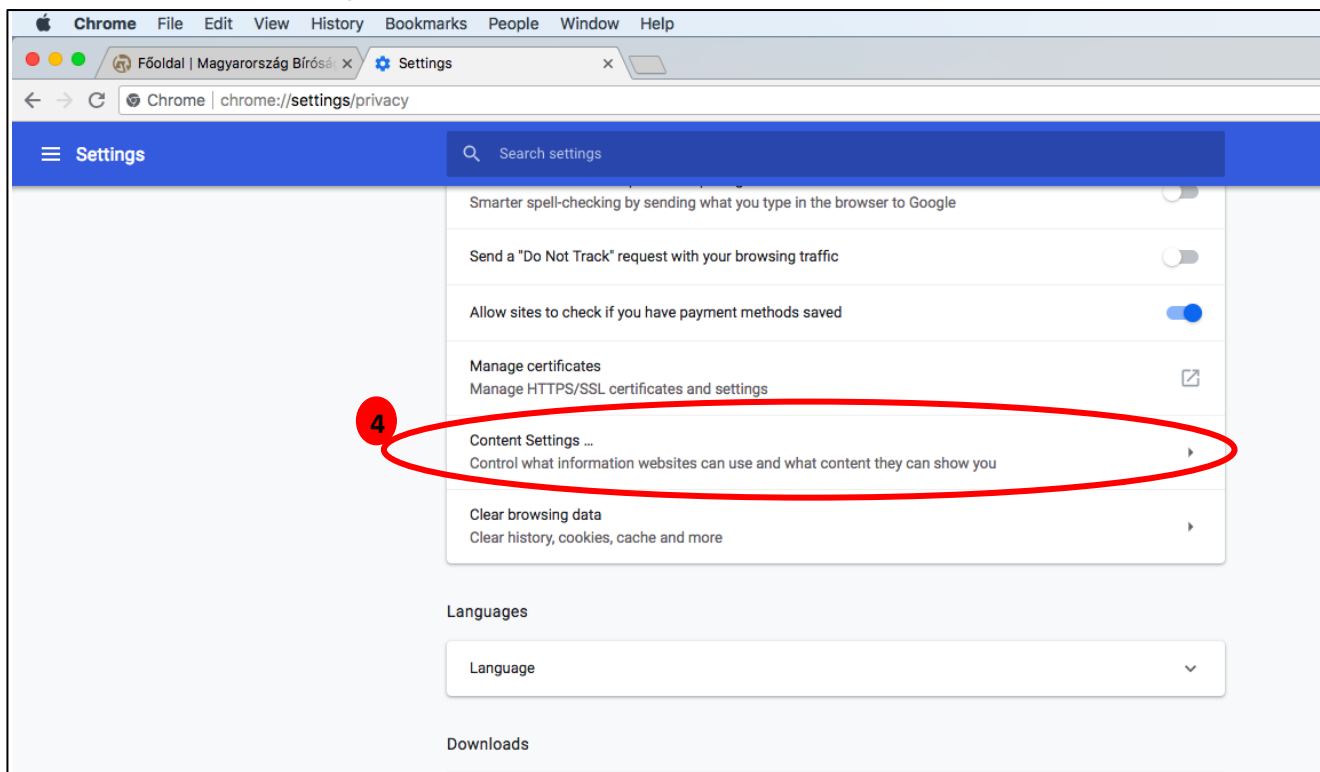 Chrome File Edit View History Bookmarks People Window Help
Főoldal | Magyarország Bírósá Settings
Chrome | chrome://settings/privacy
Settings Search settings
Smarter spell-checking by sending what you type in the browser to Google
Send a "Do Not Track" request with your browsing traffic
Allow sites to check if you have payment methods saved
Manage certificates
Manage HTTPS/SSL certificates and settings
4
Content Settings ...
Control what information websites can use and what content they can show you
Clear browsing data
Clear history, cookies, cache and more
Languages
Language
Downloads